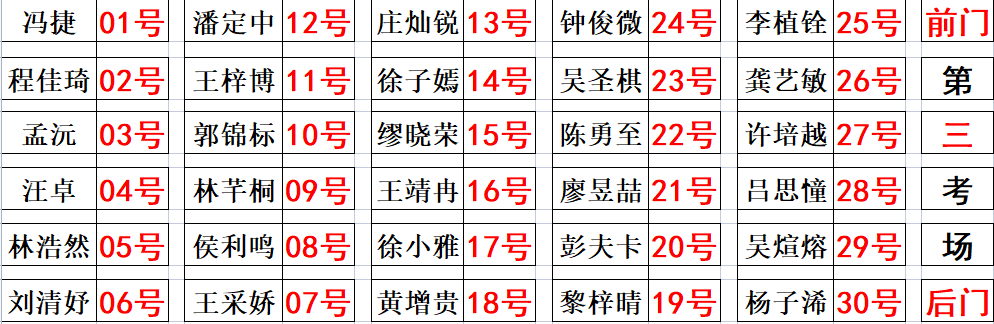 冯捷 01号 潘定中 12号 庄灿锐 13号 钟俊微 24号 李植铨 25号 前门
程佳琦 02号 王梓博 11号 徐子嫣 14号 吴圣棋 23号 龚艺敏 26号 第
孟沅 03号 郭锦标 10号 缪晓荣 15号 陈勇至 22号 许培越 27号 三
汪卓 04号 林芊桐 09号 王靖冉 16号 廖昱喆 21号 吕思憧 28号 考
林浩然 05号 侯利鸣 08号 徐小雅 17号 彭夫卡 20号 吴煊熔 29号 场
刘清妤 06号 王采娇 07号 黄增贵 18号 黎梓晴 19号 杨子浠 30号 后门